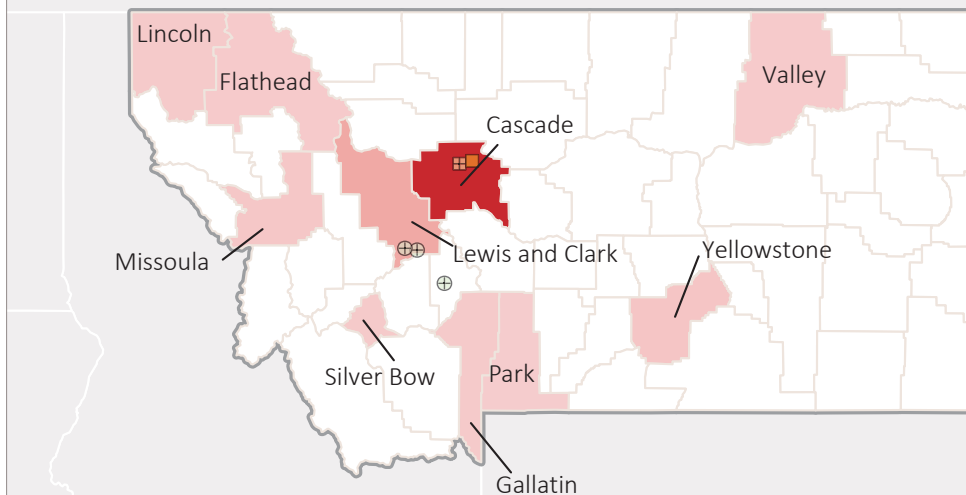 Lincoln
Flathead
Valley
Cascade
Missoula
Lewis and Clark
Yellowstone
Silver Bow
Park
Gallatin